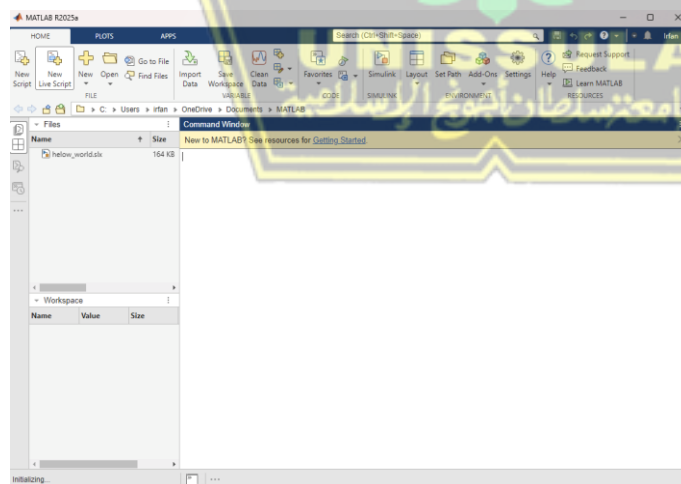 MATLAB R2025a
HOME PLOTS APPS Search (Ctrl+Shift+Space) Irfan
New Script New Live Script New Open Go to File Find Files Import Data Save Workspace Clean Data Favorites Simulink Layout Set Path Add-Ons Settings Help Request Support Feedback Learn MATLAB
FILE VARIABLE CODE SIMULINK ENVIRONMENT RESOURCES
C: Users irfan OneDrive Documents MATLAB
Files
Name Size
helow_world.slx 164 KB
Command Window
New to MATLAB? See resources for Getting Started.
Workspace
Name Value Size
Initializing...
UNISSULA